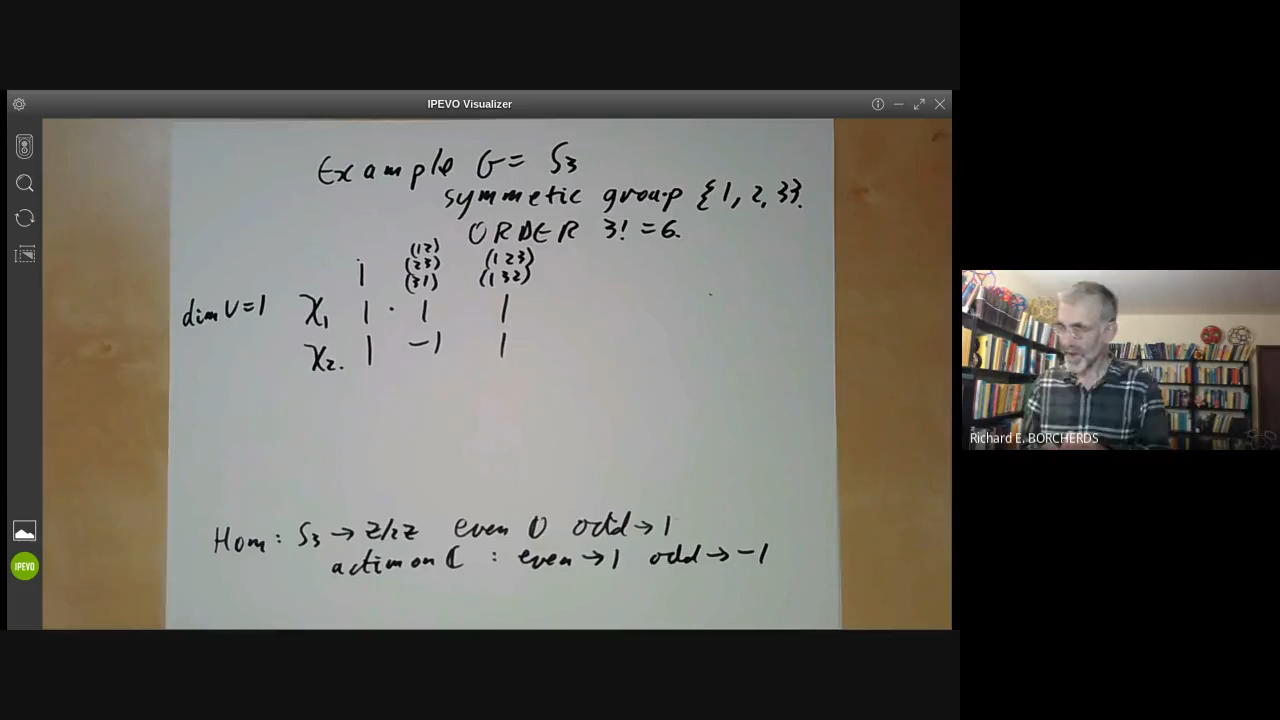 IPEVO Visualizer
Example G = S3
symmetic group {1, 2, 3}.
ORDER 3! = 6.
1 (12) (23) (31) (123) (132)
dim V=1 χ1 1 · 1 1
χ2. 1 -1 1
Hom: S3 → Z/2Z even 0 odd → 1
action on ℂ : even → 1 odd → -1
IPEVO
Richard E. BORCHERDS